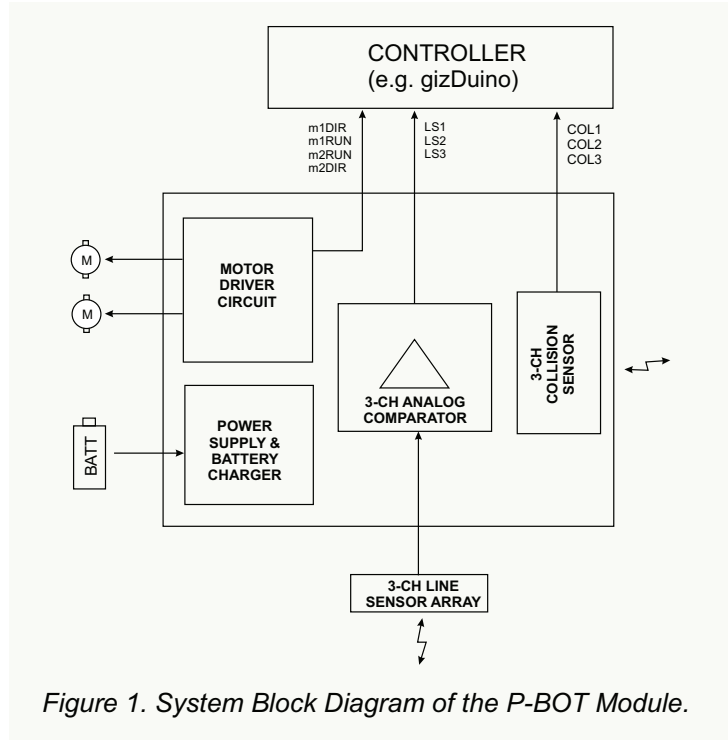 CONTROLLER
(e.g. gizDuino)
m1DIR
m1RUN
m2RUN
m2DIR
LS1
LS2
LS3
COL1
COL2
COL3
M
M
MOTOR
DRIVER
CIRCUIT
3-CH ANALOG
COMPARATOR
3-CH
COLLISION
SENSOR
BATT
POWER
SUPPLY &
BATTERY
CHARGER
3-CH LINE
SENSOR ARRAY
Figure 1. System Block Diagram of the P-BOT Module.